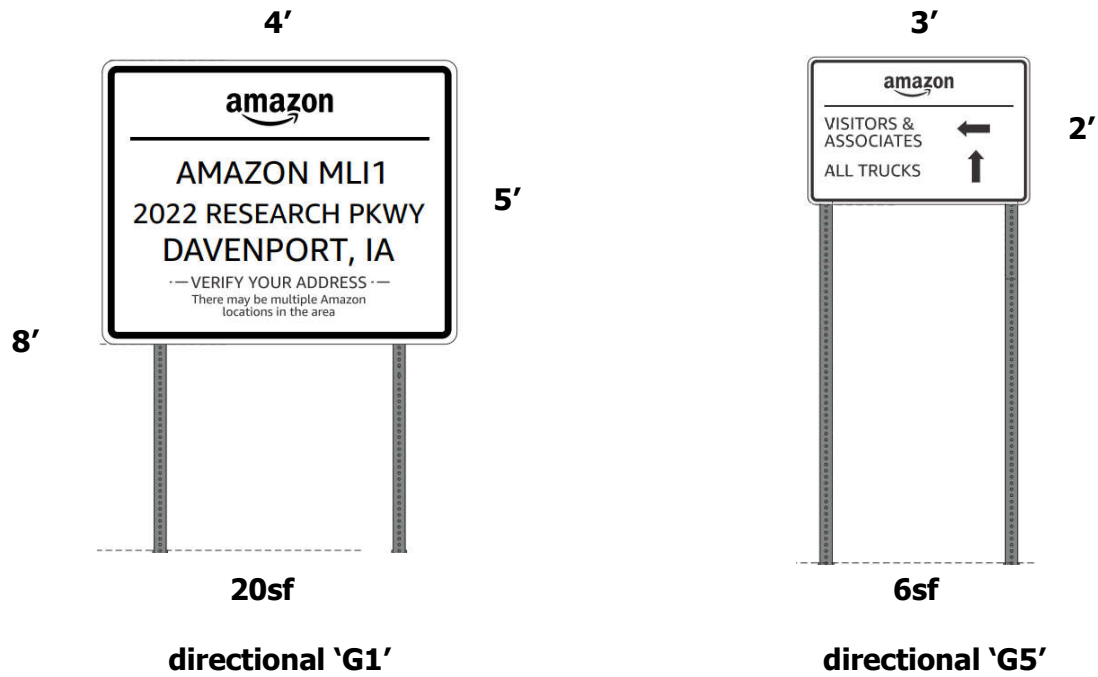 4’
amazon
AMAZON MLI1
2022 RESEARCH PKWY
DAVENPORT, IA
·— VERIFY YOUR ADDRESS ·—
There may be multiple Amazon
locations in the area
5’
8’
20sf
directional ‘G1’
3’
amazon
VISITORS &
ASSOCIATES
ALL TRUCKS
2’
6sf
directional ‘G5’